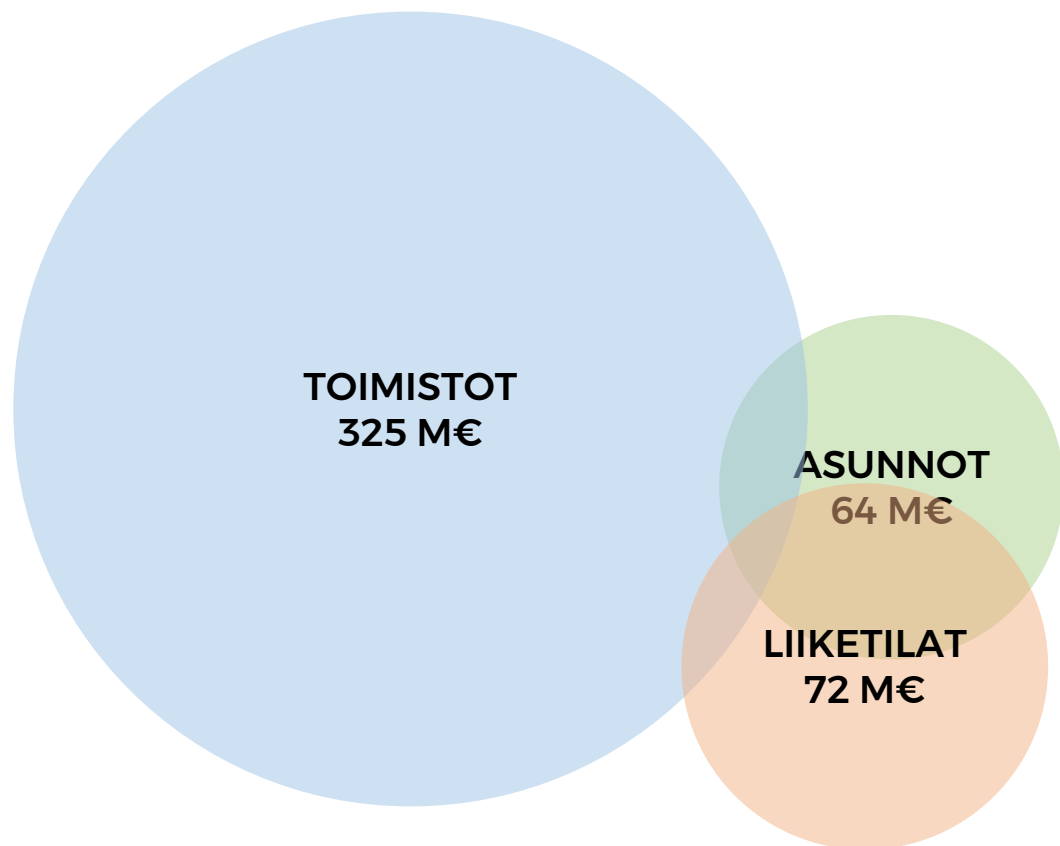 TOIMISTOT
325 M€
ASUNNOT
64 M€
LIIKETILAT
72 M€